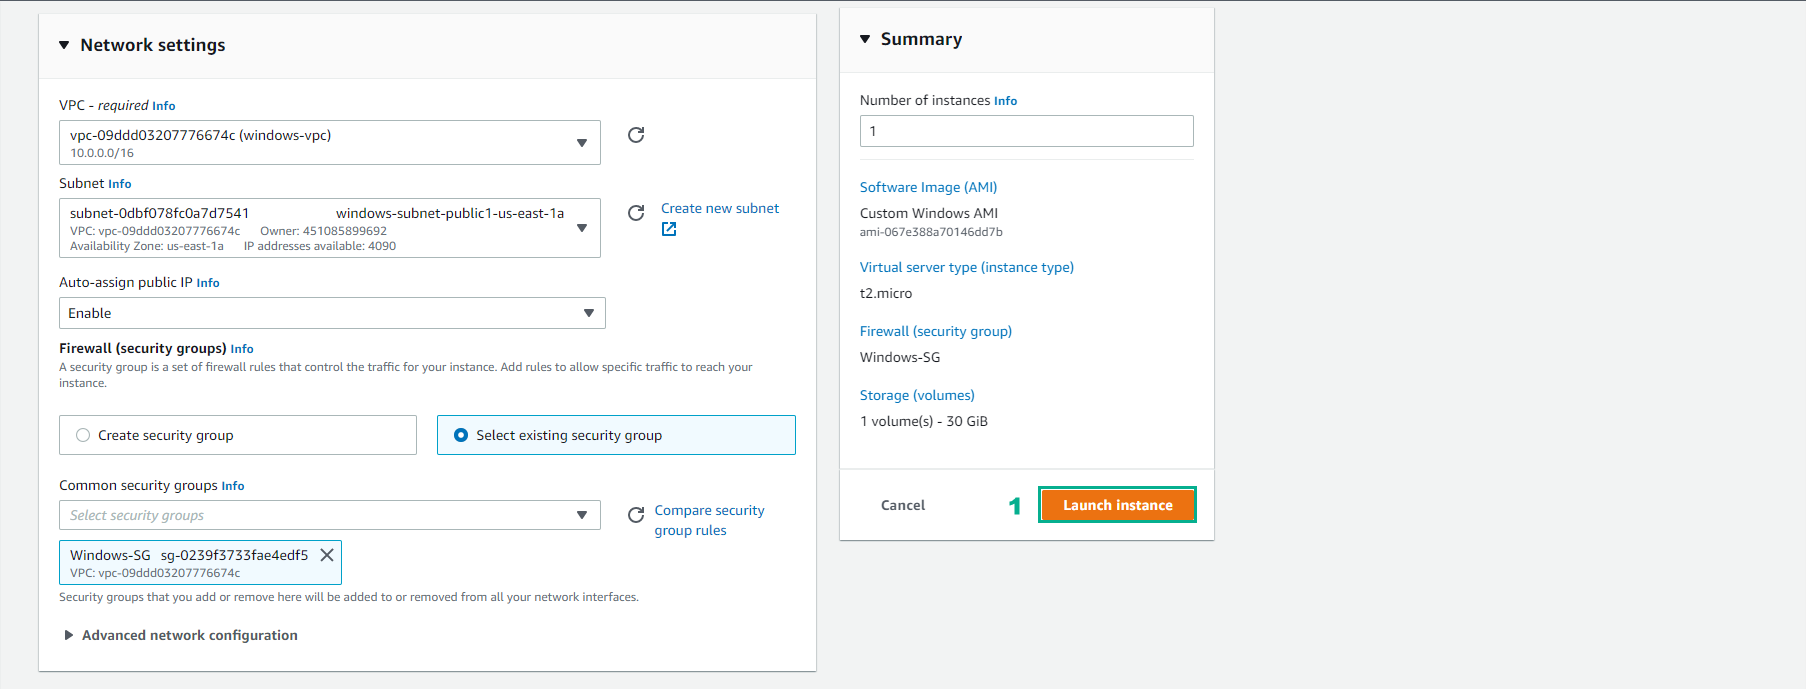 Network settings
VPC - required Info
vpc-09ddd03207776674c (windows-vpc)
10.0.0.0/16
Subnet Info
subnet-0dbf078fc0a7d7541 windows-subnet-public1-us-east-1a
VPC: vpc-09ddd03207776674c Owner: 451085899692
Availability Zone: us-east-1a IP addresses available: 4090
Create new subnet
Auto-assign public IP Info
Enable
Firewall (security groups) Info
A security group is a set of firewall rules that control the traffic for your instance. Add rules to allow specific traffic to reach your
instance.
Create security group
Select existing security group
Common security groups Info
Select security groups
Compare security
group rules
Windows-SG sg-0239f3733fae4edf5
VPC: vpc-09ddd03207776674c
Security groups that you add or remove here will be added to or removed from all your network interfaces.
Advanced network configuration
Summary
Number of instances Info
1
Software Image (AMI)
Custom Windows AMI
ami-067e388a70146dd7b
Virtual server type (instance type)
t2.micro
Firewall (security group)
Windows-SG
Storage (volumes)
1 volume(s) - 30 GiB
Cancel
1
Launch instance